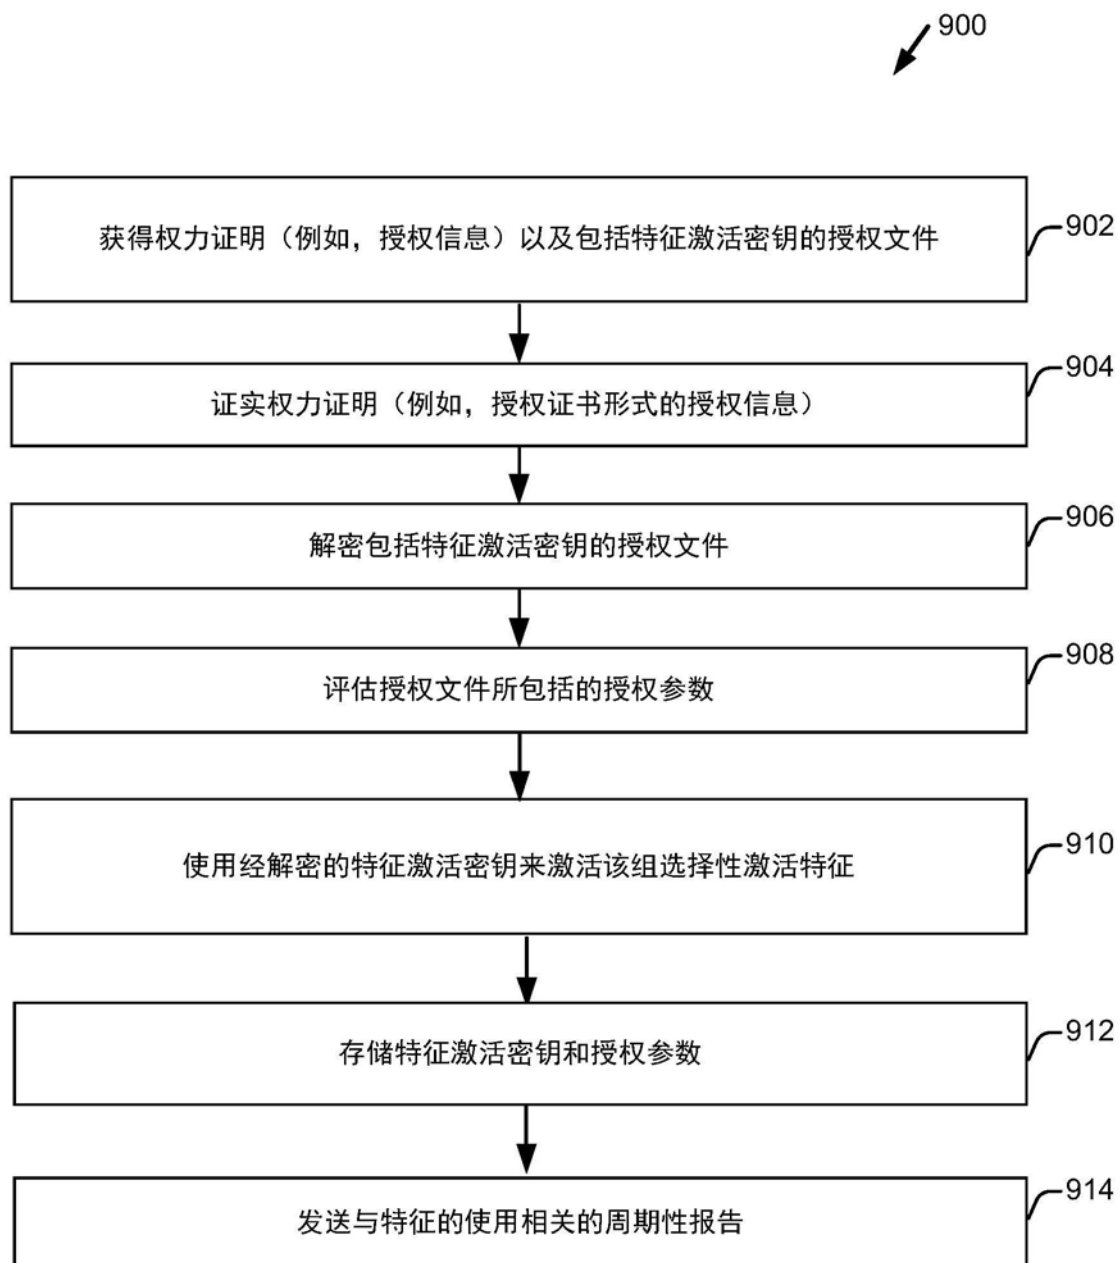 900
获得权力证明（例如，授权信息）以及包括特征激活密钥的授权文件
902
证实权力证明（例如，授权证书形式的授权信息）
904
解密包括特征激活密钥的授权文件
906
评估授权文件所包括的授权参数
908
使用经解密的特征激活密钥来激活该组选择性激活特征
910
存储特征激活密钥和授权参数
912
发送与特征的使用相关的周期性报告
914